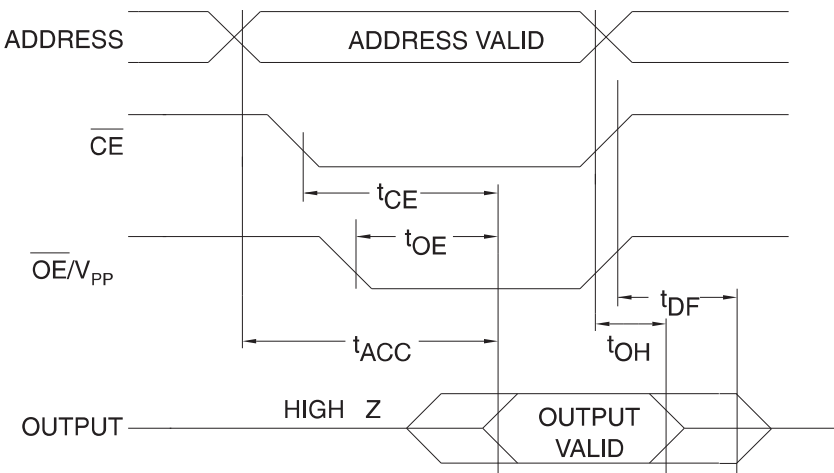 ADDRESS
ADDRESS VALID
CE
tCE
tOE
OE/VPP
tDF
tACC
tOH
HIGH Z
OUTPUT
OUTPUT
VALID